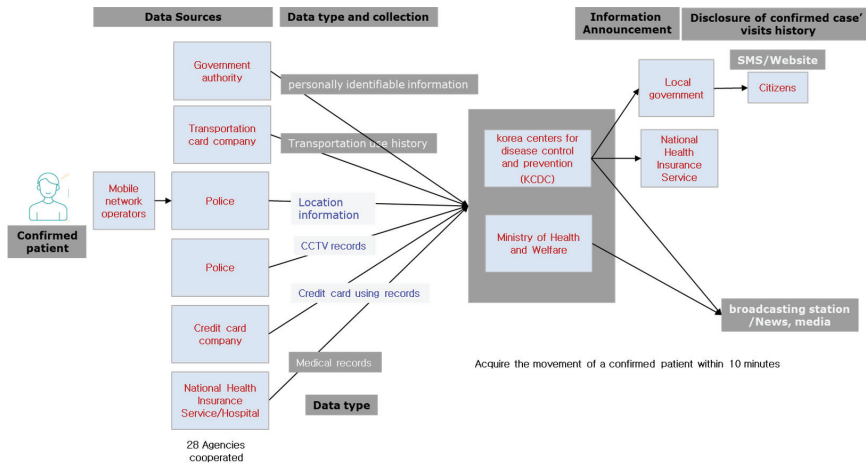 Data Sources
Data type and collection
Information
Announcement
Disclosure of confirmed case'
visits history
Government
authority
personally identifiable information
SMS/Website
Local
government
Citizens
Transportation
card company
Transportation use history
korea centers for
disease control
and prevention
(KCDC)
National
Health
Insurance
Service
Confirmed
patient
Mobile
network
operators
Police
Location
information
Police
CCTV records
Ministry of Health
and Welfare
Credit card using records
Credit card
company
broadcasting station
/News, media
Medical records
Acquire the movement of a confirmed patient within 10 minutes
National Health
Insurance
Service/Hospital
Data type
28 Agencies
cooperated